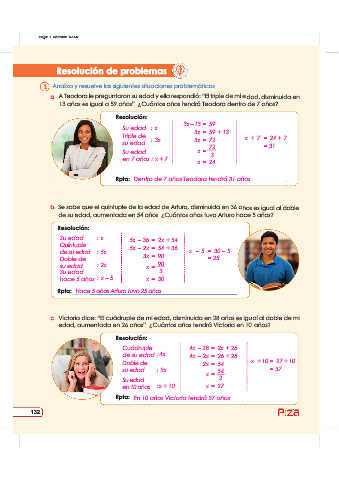 Resolución de problemas
1 Analiza y resuelve las siguientes situaciones problemáticas
a. A Teodora le preguntaron su edad y ella respondió: "El triple de mi edad, disminuida en
13 años es igual a 59 años" ¿Cuántos años tendrá Teodora dentro de 7 años?
Resolución:
Su edad : x
Triple de
su edad : 3x
Su edad
en 7 años : x + 7
3x – 13 = 59
3x = 59 + 13
3x = 72
x = 72
3
x = 24
x + 7 = 24 + 7
= 31
Rpta: Dentro de 7 años Teodora tendrá 31 años
b. Se sabe que el quíntuple de la edad de Arturo, disminuida en 36 años es igual al doble
de su edad, aumentada en 54 años ¿Cuántos años tuvo Arturo hace 5 años?
Resolución:
Su edad : x
Quíntuple
de su edad : 5x
Doble de
su edad : 2x
Su edad
hace 5 años : x – 5
5x – 36 = 2x + 54
5x – 2x = 54 + 36
3x = 90
x = 90
3
x = 30
x – 5 = 30 – 5
= 25
Rpta: Hace 5 años Arturo tuvo 25 años
c. Victoria dice: "El cuádruple de mi edad, disminuida en 28 años es igual al doble de mi
edad, aumentada en 26 años" ¿Cuántos años tendrá Victoria en 10 años?
Resolución:
Cuádruple
de su edad : 4x
Doble de
su edad : 2x
Su edad
en 10 años : x + 10
4x – 28 = 2x + 26
4x – 2x = 26 + 28
2x = 54
x = 54
2
x = 27
x + 10 = 27 + 10
= 37
Rpta: En 10 años Victoria tendrá 37 años
132